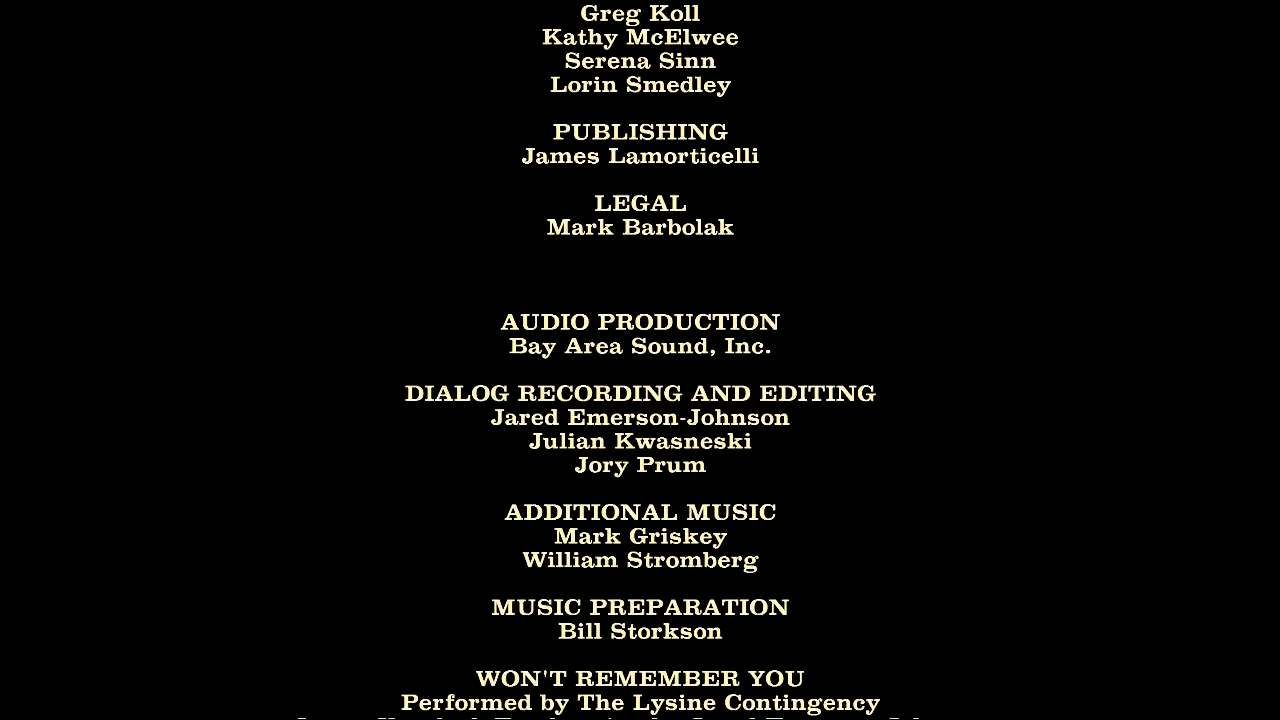 Greg Koll
Kathy McElwee
Serena Sinn
Lorin Smedley
PUBLISHING
James Lamorticelli
LEGAL
Mark Barbolak
AUDIO PRODUCTION
Bay Area Sound, Inc.
DIALOG RECORDING AND EDITING
Jared Emerson-Johnson
Julian Kwasneski
Jory Prum
ADDITIONAL MUSIC
Mark Griskey
William Stromberg
MUSIC PREPARATION
Bill Storkson
WON'T REMEMBER YOU
Performed by The Lysine Contingency